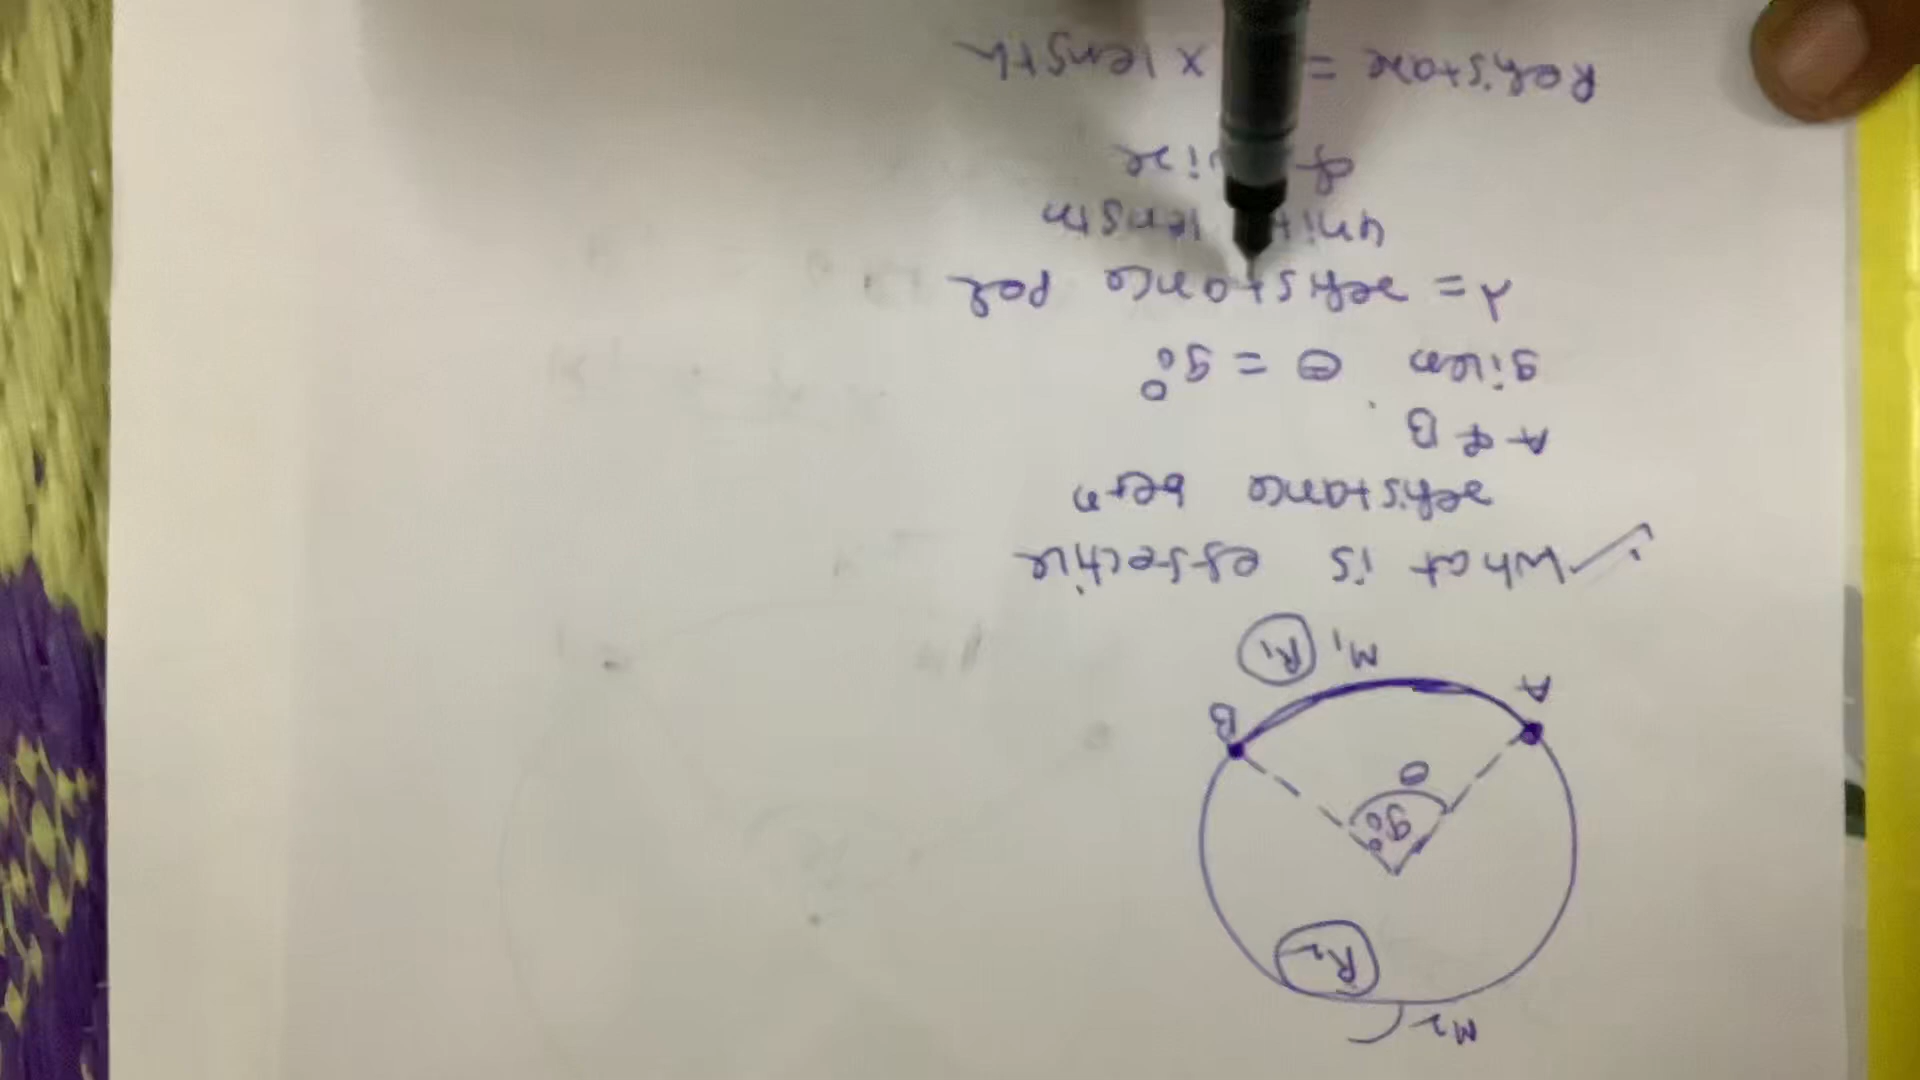 M2
R2
90°
θ
A
B
M1
R1
What is effective
resistance betn
A & B
given θ = 90°
λ = resistance per
unit length
of wire
Resistance = x length